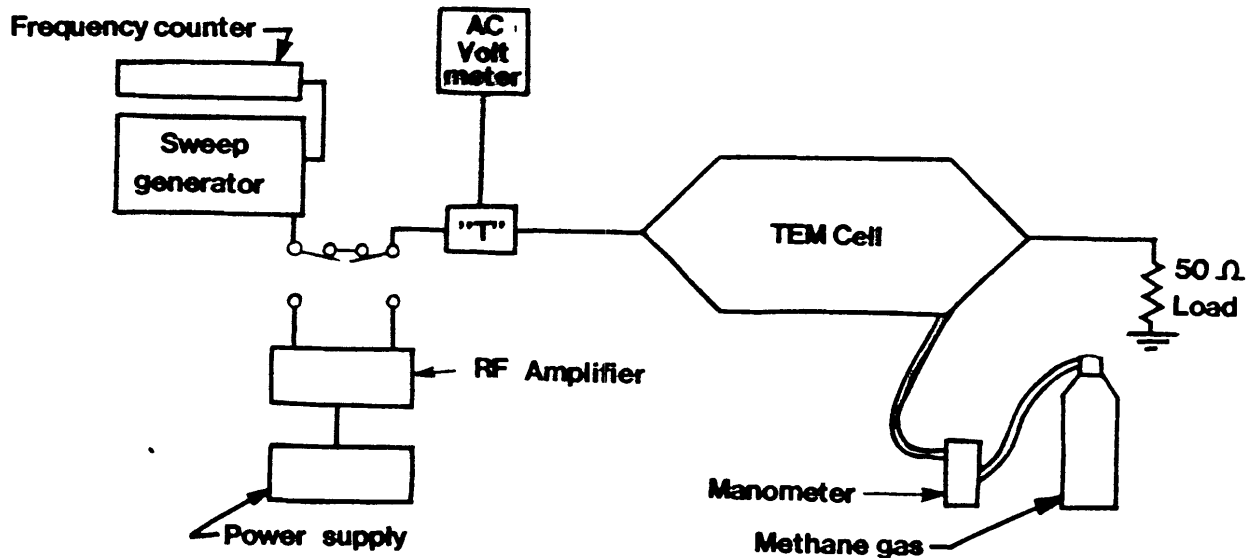 Frequency counter
AC
Volt
meter
Sweep
generator
"T"
TEM Cell
50 Ω
Load
RF Amplifier
Manometer
Power supply
Methane gas